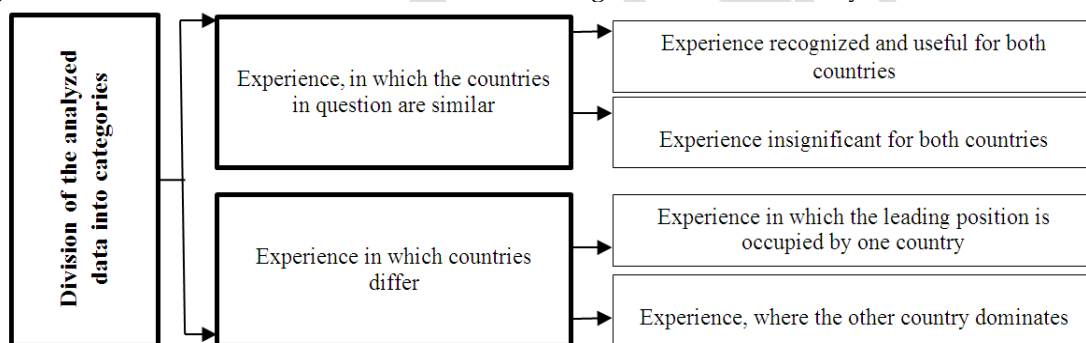 Division of the analyzed
data into categories
Experience, in which the countries
in question are similar
Experience recognized and useful for both
countries
Experience insignificant for both countries
Experience in which countries
differ
Experience in which the leading position is
occupied by one country
Experience, where the other country dominates